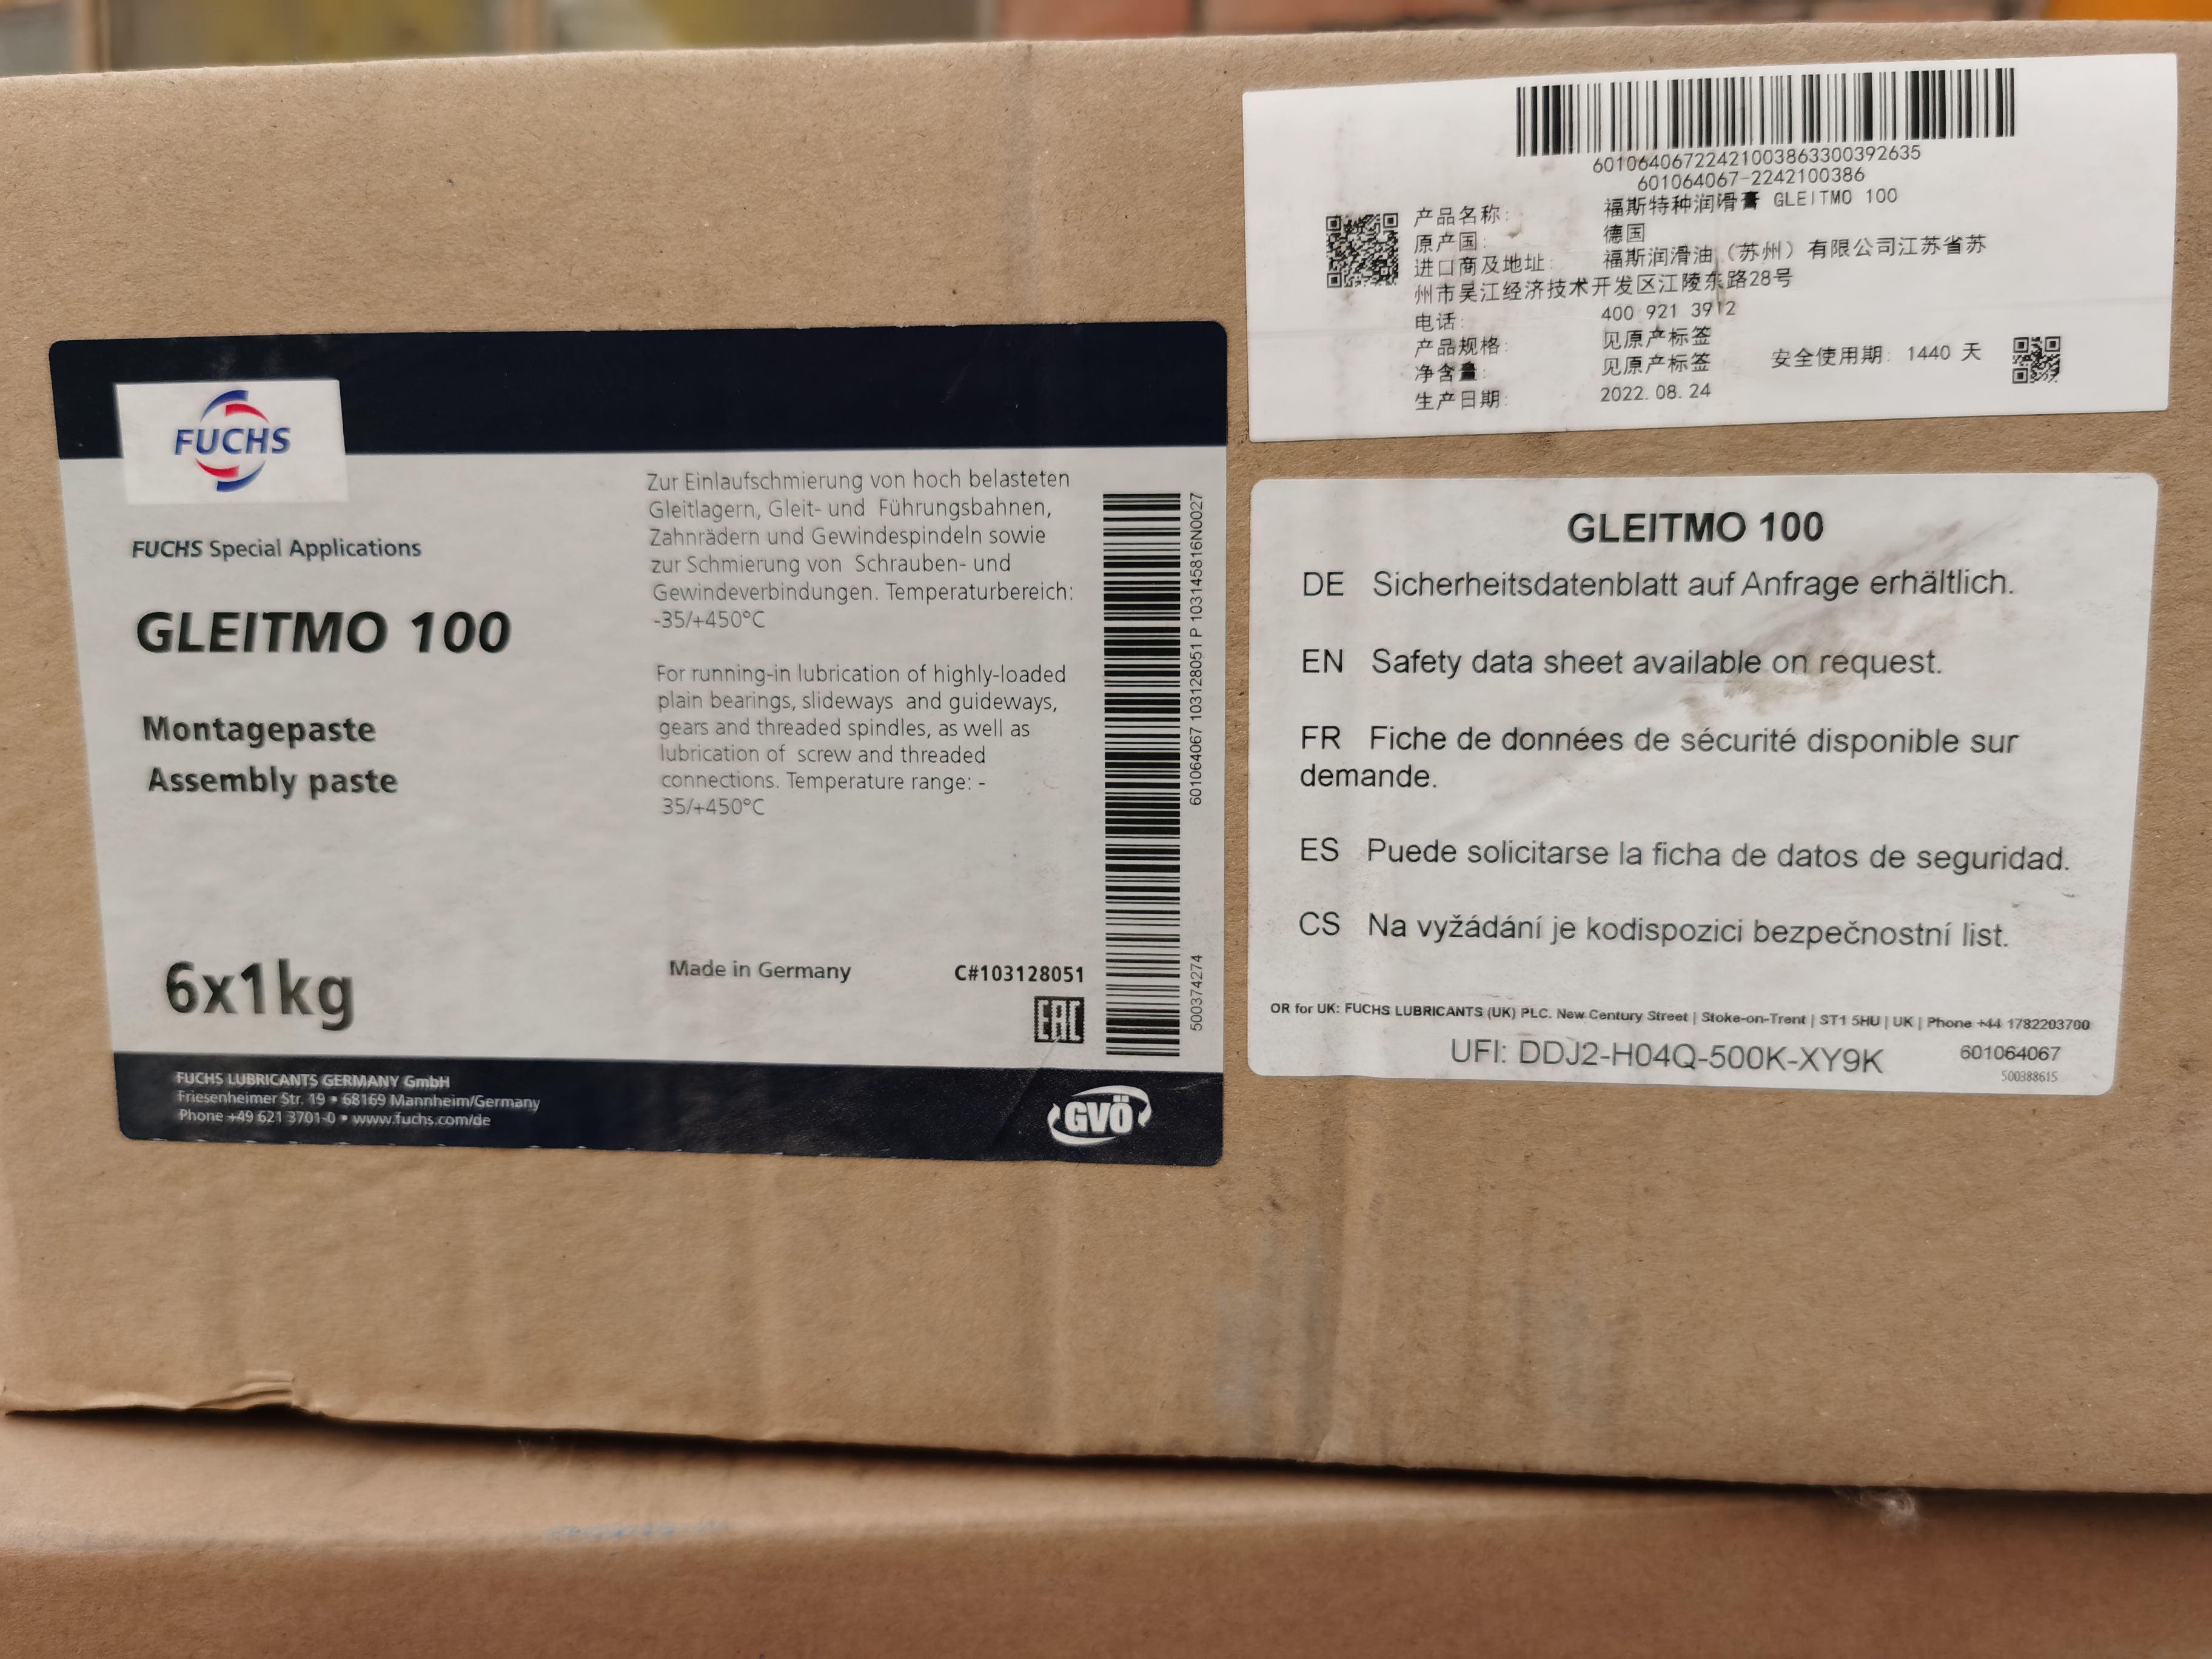 FUCHS
FUCHS Special Applications
GLEITMO 100
Montagepaste
Assembly paste
6x1kg
Zur Einlaufschmierung von hoch belasteten
Gleitlagern, Gleit- und Führungsbahnen,
Zahnrädern und Gewindespindeln sowie
zur Schmierung von Schrauben- und
Gewindeverbindungen. Temperaturbereich:
-35/+450°C
For running-in lubrication of highly-loaded
plain bearings, slideways and guideways,
gears and threaded spindles, as well as
lubrication of screw and threaded
connections. Temperature range: -
35/+450°C
Made in Germany
C#103128051
EAC
601064067 103128051 P 103145816N0027
500374274
FUCHS LUBRICANTS GERMANY GmbH
Friesenheimer Str. 19 • 68169 Mannheim/Germany
Phone +49 621 3701-0 • www.fuchs.com/de
GVÖ
60106406722421003863300392635
601064067-2242100386
产品名称: 福斯特种润滑膏 GLEITMO 100
原产国: 德国
进口商及地址: 福斯润滑油（苏州）有限公司江苏省苏
州市吴江经济技术开发区江陵东路28号
电话: 400 921 3912
产品规格: 见原产标签
净含量: 见原产标签 安全使用期: 1440 天
生产日期: 2022.08.24
GLEITMO 100
DE Sicherheitsdatenblatt auf Anfrage erhältlich.
EN Safety data sheet available on request.
FR Fiche de données de sécurité disponible sur
demande.
ES Puede solicitarse la ficha de datos de seguridad.
CS Na vyžádání je kodispozici bezpečnostní list.
OR for UK: FUCHS LUBRICANTS (UK) PLC. New Century Street | Stoke-on-Trent | ST1 5HU | UK | Phone +44 1782203700
UFI: DDJ2-H04Q-500K-XY9K
601064067
500388615